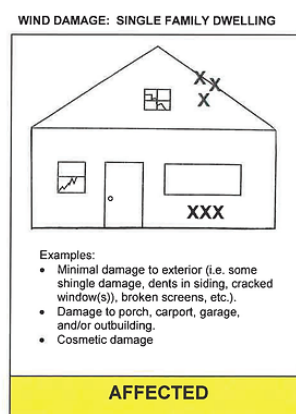 WIND DAMAGE: SINGLE FAMILY DWELLING
X
X
X
XXX
Examples:
• Minimal damage to exterior (i.e. some
shingle damage, dents in siding, cracked
window(s)), broken screens, etc.).
• Damage to porch, carport, garage,
and/or outbuilding.
• Cosmetic damage
AFFECTED